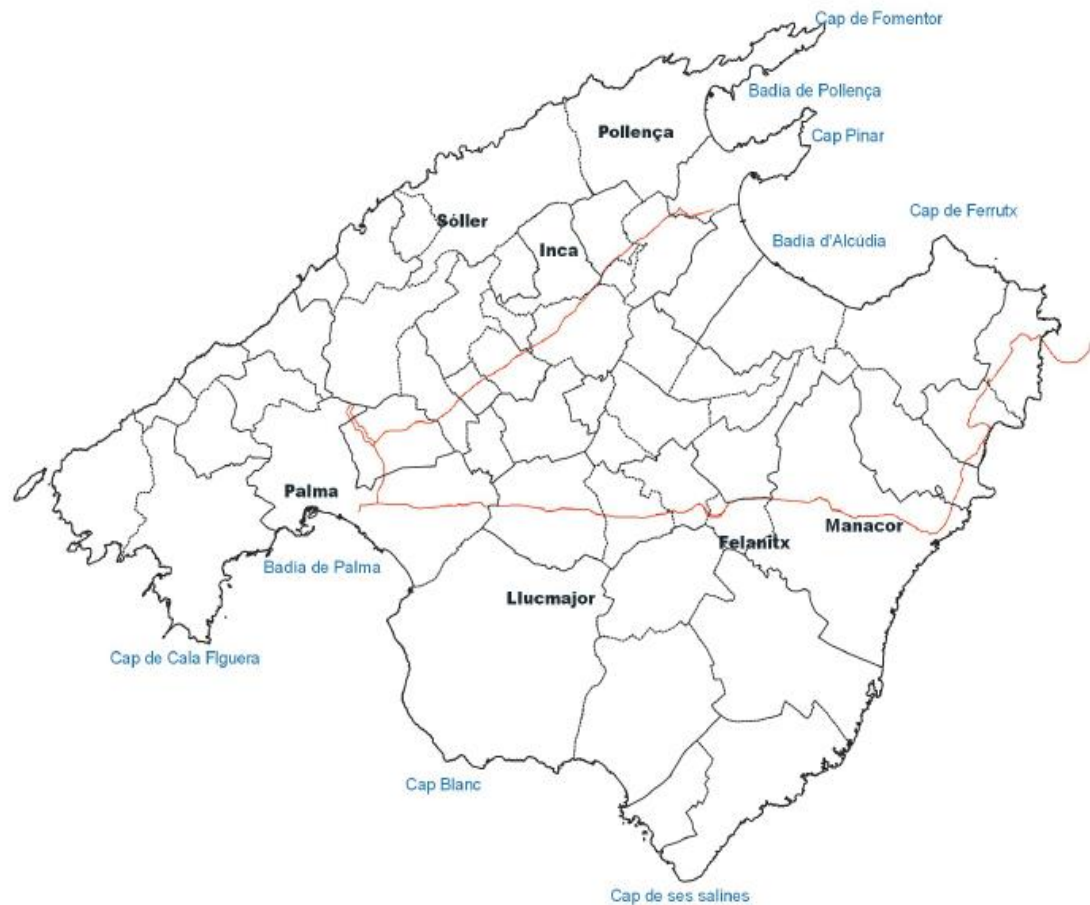 Cap de Fomentor
Badia de Pollença
Pollença
Cap Pinar
Cap de Ferrutx
Sóller
Badia d'Alcúdia
Inca
Palma
Manacor
Felanitx
Badia de Palma
Llucmajor
Cap de Cala FIguera
Cap Blanc
Cap de ses salines